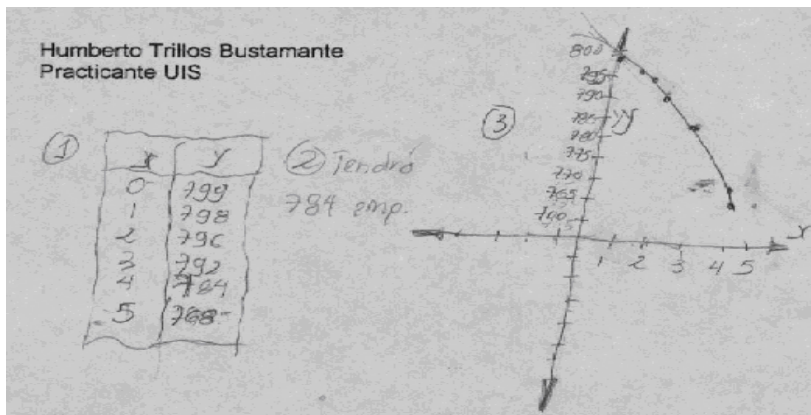 Humberto Trillos Bustamante
Practicante UIS
1
X Y
0 799
1 798
2 796
3 792
4 784
5 768
2 Tendrá
784 emp.
3
800
795
790
785
780
775
770
765
760
y
x
1 2 3 4 5